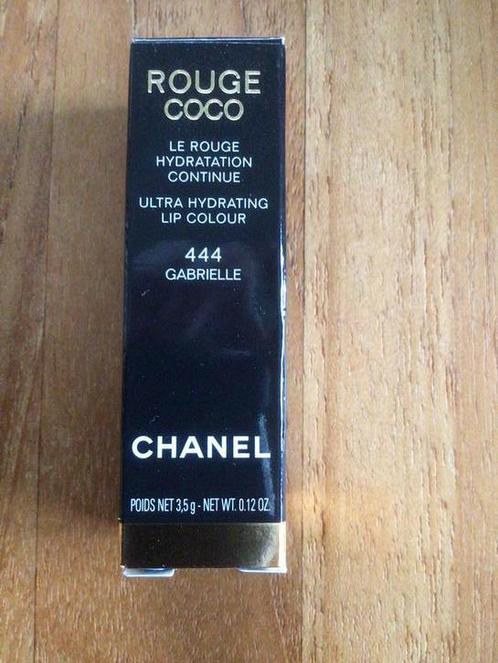 ROUGE
COCO
LE ROUGE
HYDRATATION
CONTINUE
ULTRA HYDRATING
LIP COLOUR
444
GABRIELLE
CHANEL
POIDS NET 3,5 g - NET WT. 0.12 OZ.